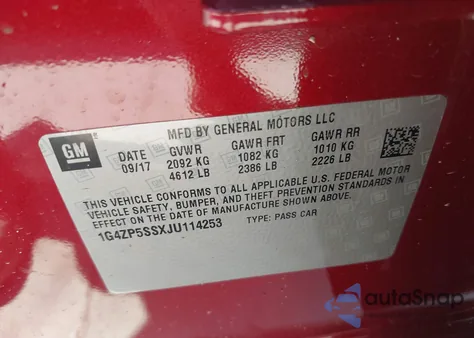 MFD BY GENERAL MOTORS LLC
GM DATE GVWR GAWR FRT GAWR RR
09/17 2092 KG 1082 KG 1010 KG
4612 LB 2386 LB 2226 LB
THIS VEHICLE CONFORMS TO ALL APPLICABLE U.S. FEDERAL MOTOR
VEHICLE SAFETY, BUMPER, AND THEFT PREVENTION STANDARDS IN
EFFECT ON THE DATE OF MANUFACTURE SHOWN ABOVE.
1G4ZP5SSXJU114253 TYPE: PASS CAR
autoSnap